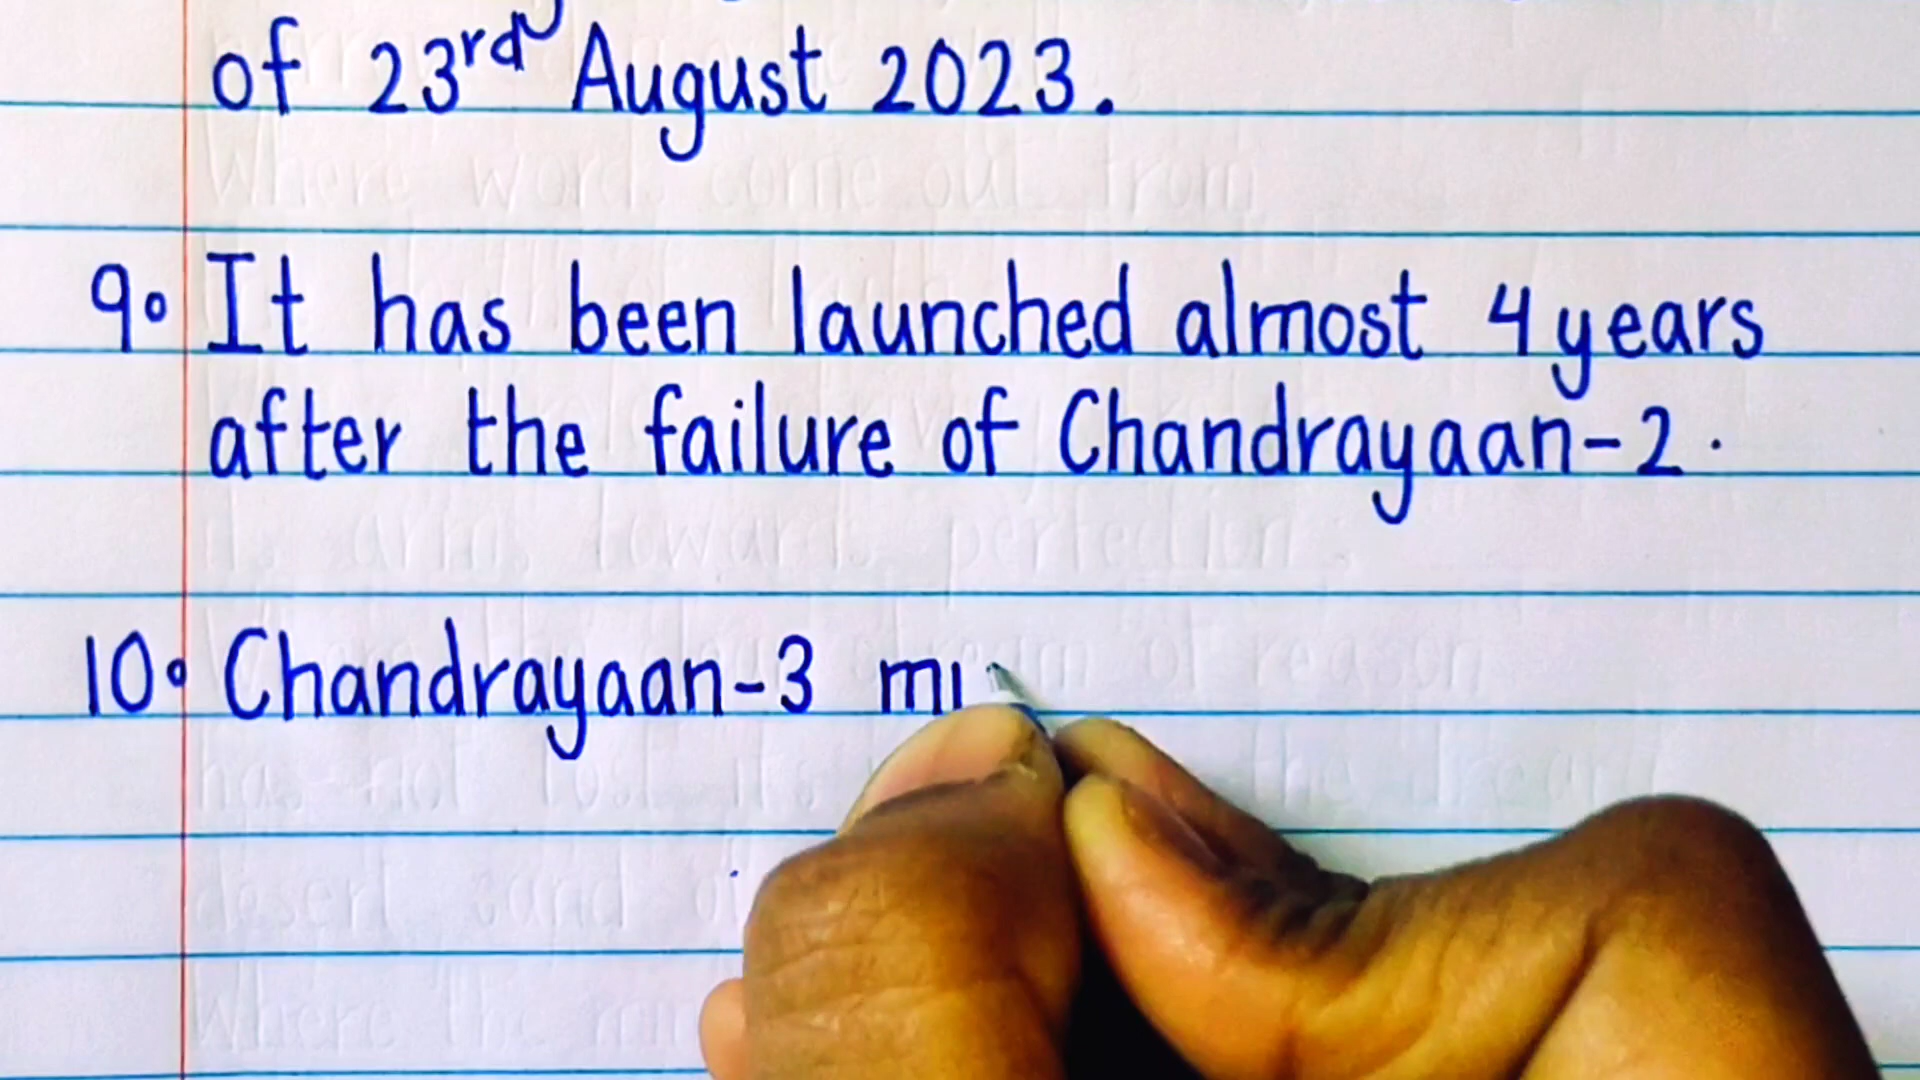 of 23rd August 2023.
9. It has been launched almost 4 years
after the failure of Chandrayaan-2.
10. Chandrayaan-3 mi